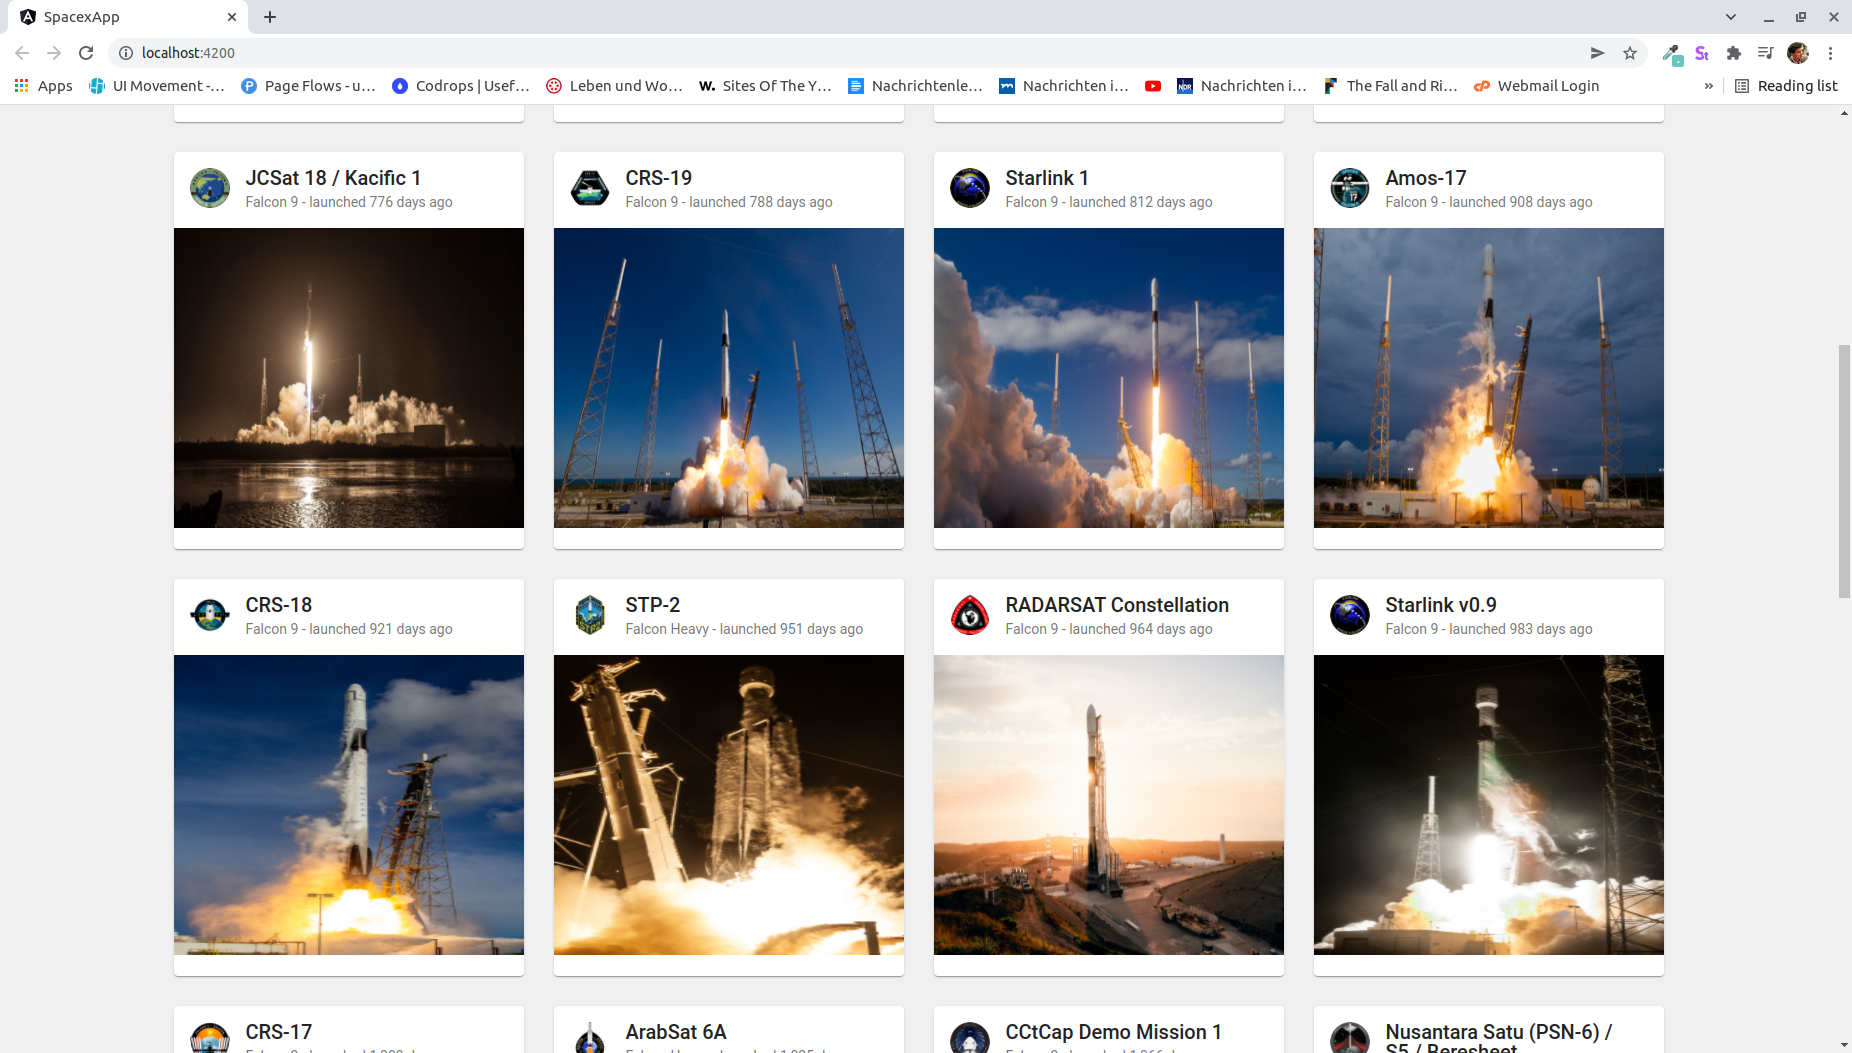 SpacexApp
localhost:4200
Apps
UI Movement -...
Page Flows - u...
Codrops | Usef...
Leben und Wo...
W. Sites Of The Y...
Nachrichtenle...
Nachrichten i...
NDR Nachrichten i...
The Fall and Ri...
Webmail Login
»
Reading list
JCSat 18 / Kacific 1
Falcon 9 - launched 776 days ago
CRS-19
Falcon 9 - launched 788 days ago
Starlink 1
Falcon 9 - launched 812 days ago
Amos-17
Falcon 9 - launched 908 days ago
CRS-18
Falcon 9 - launched 921 days ago
STP-2
Falcon Heavy - launched 951 days ago
RADARSAT Constellation
Falcon 9 - launched 964 days ago
Starlink v0.9
Falcon 9 - launched 983 days ago
CRS-17
ArabSat 6A
CCtCap Demo Mission 1
Nusantara Satu (PSN-6) /
S5 / Beresheet